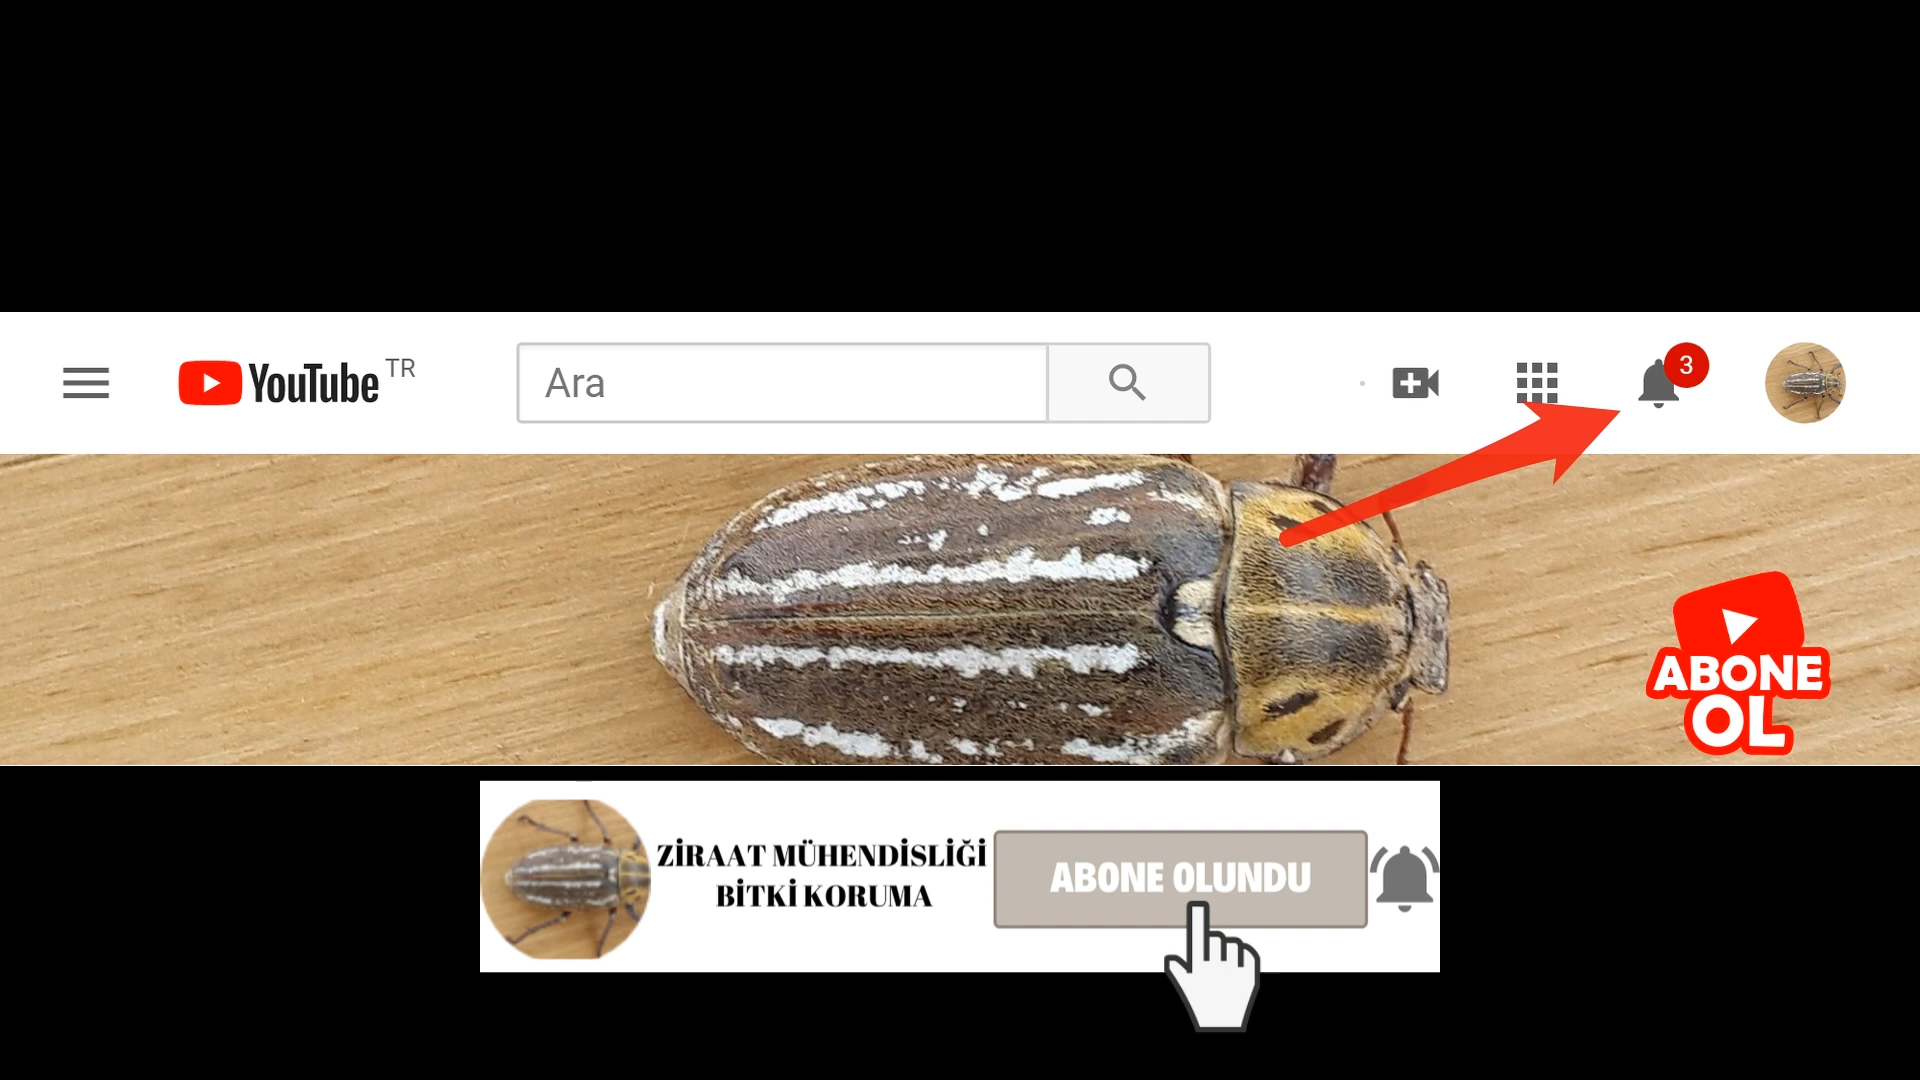 YouTube TR
Ara
3
ABONE
OL
ZİRAAT MÜHENDİSLİĞİ
BİTKİ KORUMA
ABONE OLUNDU